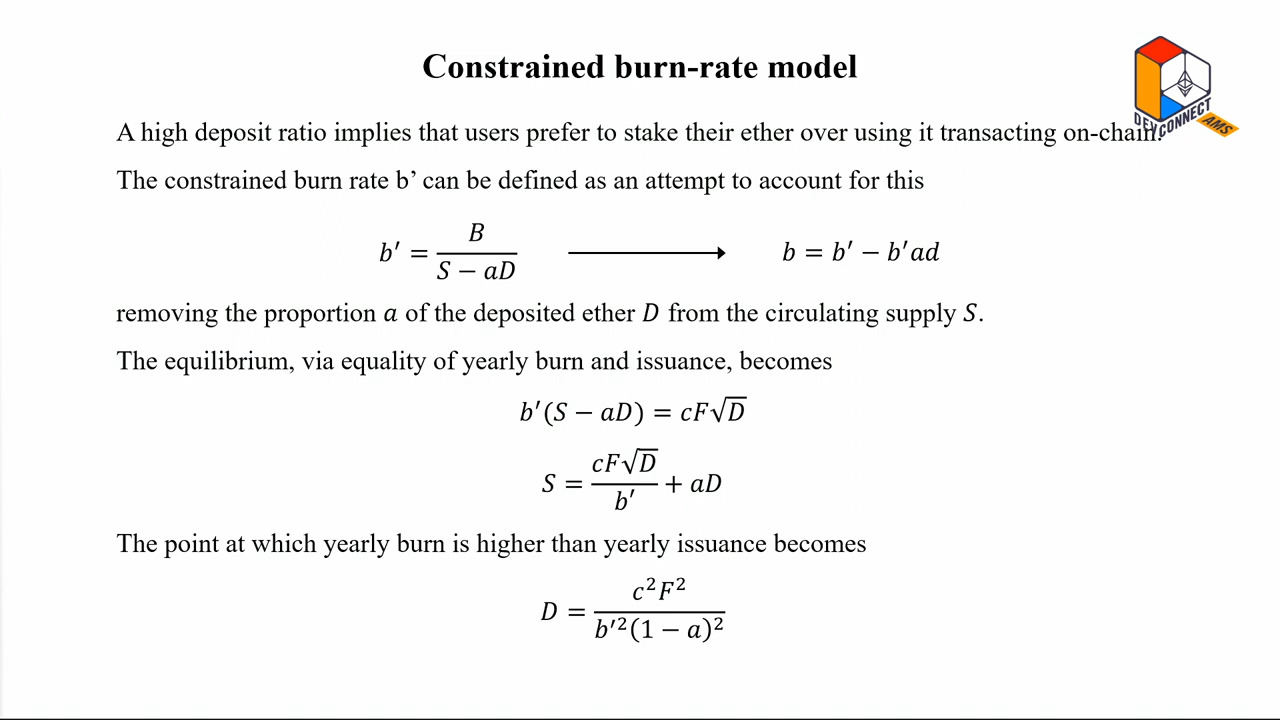 Constrained burn-rate model
A high deposit ratio implies that users prefer to stake their ether over using it transacting on-chain.
DEVCONNECT
AMS
The constrained burn rate b’ can be defined as an attempt to account for this
b′ = B / (S − aD) → b = b′ − b′ad
removing the proportion a of the deposited ether D from the circulating supply S.
The equilibrium, via equality of yearly burn and issuance, becomes
b′(S − aD) = cF√D
S = cF√D / b′ + aD
The point at which yearly burn is higher than yearly issuance becomes
D = c²F² / b′²(1 − a)²